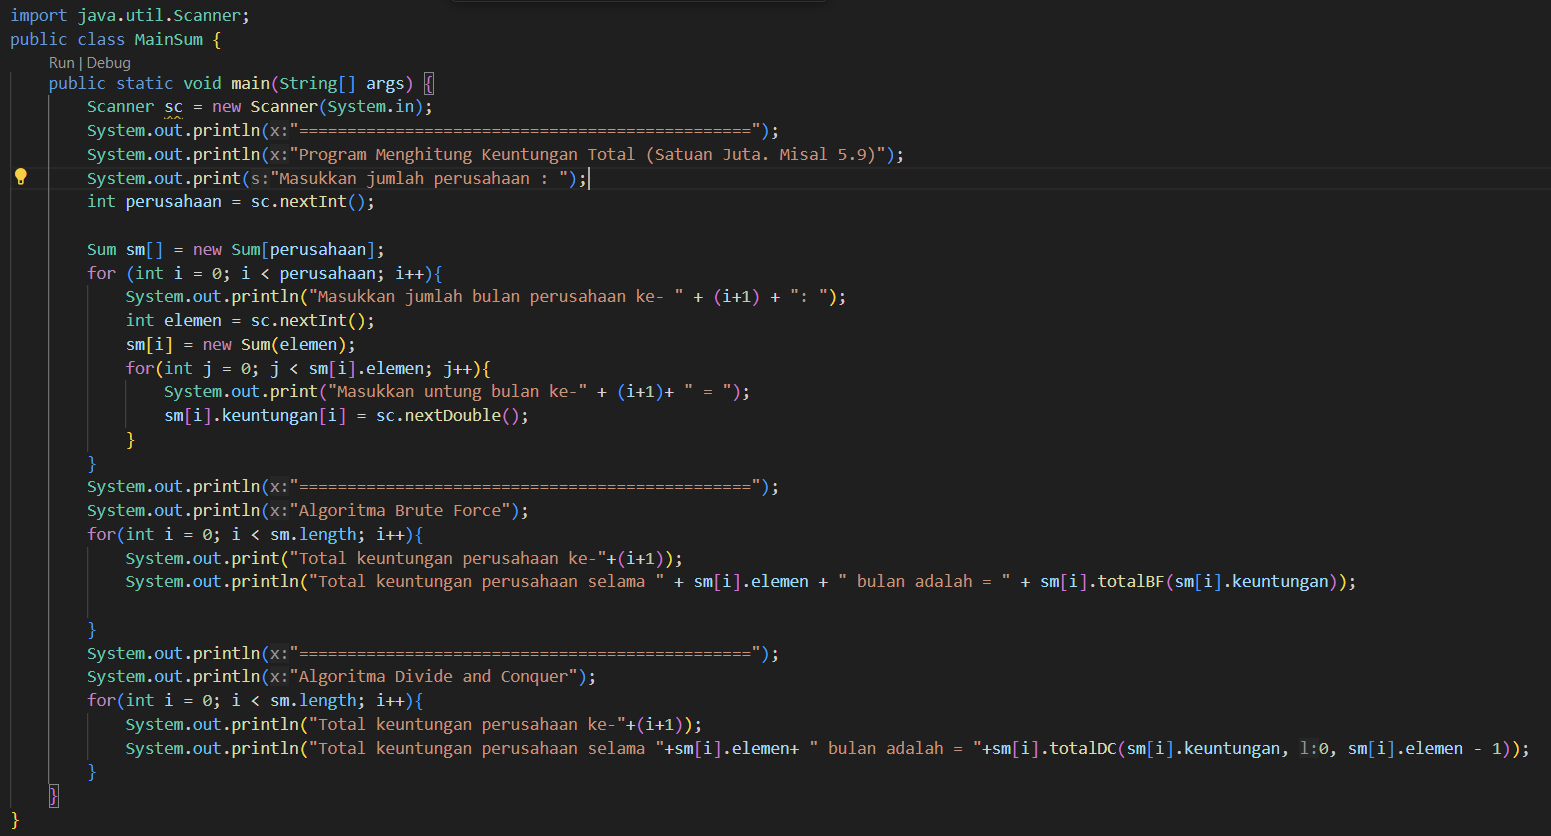 import java.util.Scanner;
public class MainSum {
Run | Debug
public static void main(String[] args) {
Scanner sc = new Scanner(System.in);
System.out.println(x:"===============================================");
System.out.println(x:"Program Menghitung Keuntungan Total (Satuan Juta. Misal 5.9)");
System.out.print(s:"Masukkan jumlah perusahaan : ");
int perusahaan = sc.nextInt();
Sum sm[] = new Sum[perusahaan];
for (int i = 0; i < perusahaan; i++){
System.out.println("Masukkan jumlah bulan perusahaan ke- " + (i+1) + ": ");
int elemen = sc.nextInt();
sm[i] = new Sum(elemen);
for(int j = 0; j < sm[i].elemen; j++){
System.out.print("Masukkan untung bulan ke-" + (i+1)+ " = ");
sm[i].keuntungan[i] = sc.nextDouble();
}
}
System.out.println(x:"===============================================");
System.out.println(x:"Algoritma Brute Force");
for(int i = 0; i < sm.length; i++){
System.out.print("Total keuntungan perusahaan ke-"+(i+1));
System.out.println("Total keuntungan perusahaan selama " + sm[i].elemen + " bulan adalah = " + sm[i].totalBF(sm[i].keuntungan));
}
System.out.println(x:"===============================================");
System.out.println(x:"Algoritma Divide and Conquer");
for(int i = 0; i < sm.length; i++){
System.out.println("Total keuntungan perusahaan ke-"+(i+1));
System.out.println("Total keuntungan perusahaan selama "+sm[i].elemen+ " bulan adalah = "+sm[i].totalDC(sm[i].keuntungan, l:0, sm[i].elemen - 1));
}
}
}